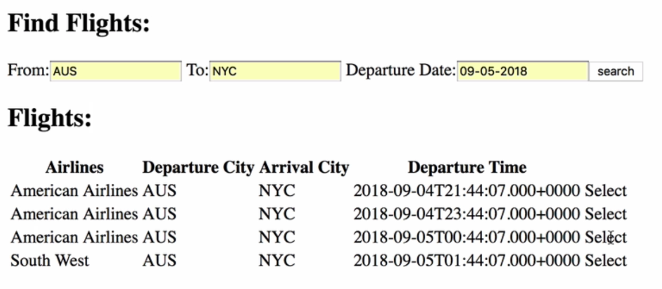 Find Flights:
From: AUS To: NYC Departure Date: 09-05-2018 search
Flights:
Airlines Departure City Arrival City Departure Time
American Airlines AUS NYC 2018-09-04T21:44:07.000+0000 Select
American Airlines AUS NYC 2018-09-04T23:44:07.000+0000 Select
American Airlines AUS NYC 2018-09-05T00:44:07.000+0000 Select
South West AUS NYC 2018-09-05T01:44:07.000+0000 Select